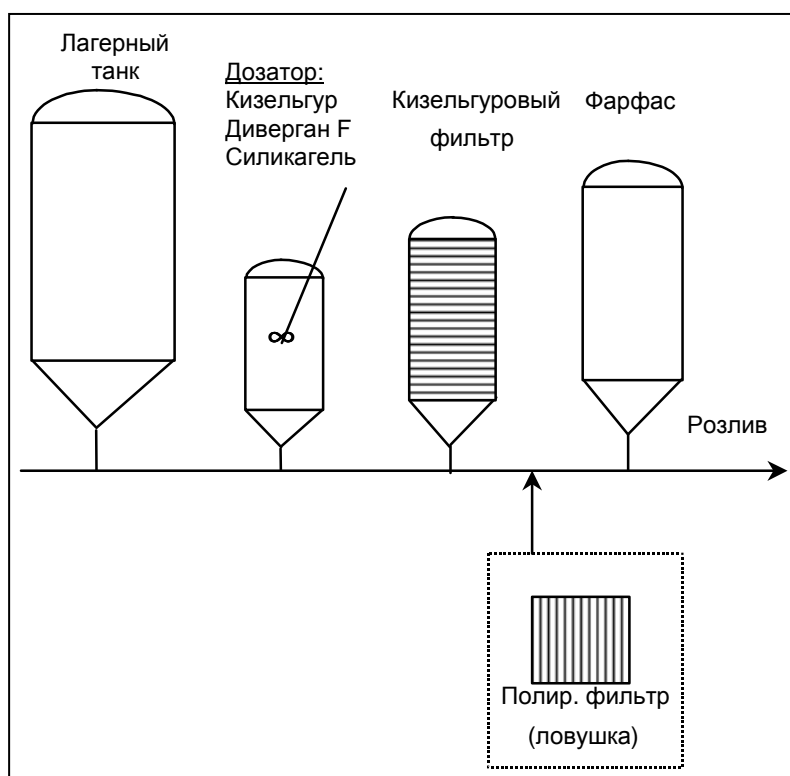 Лагерный
танк
Дозатор:
Кизельгур
Диверган F
Силикагель
Кизельгуровый
фильтр
Фарфас
Розлив
Полир. фильтр
(ловушка)